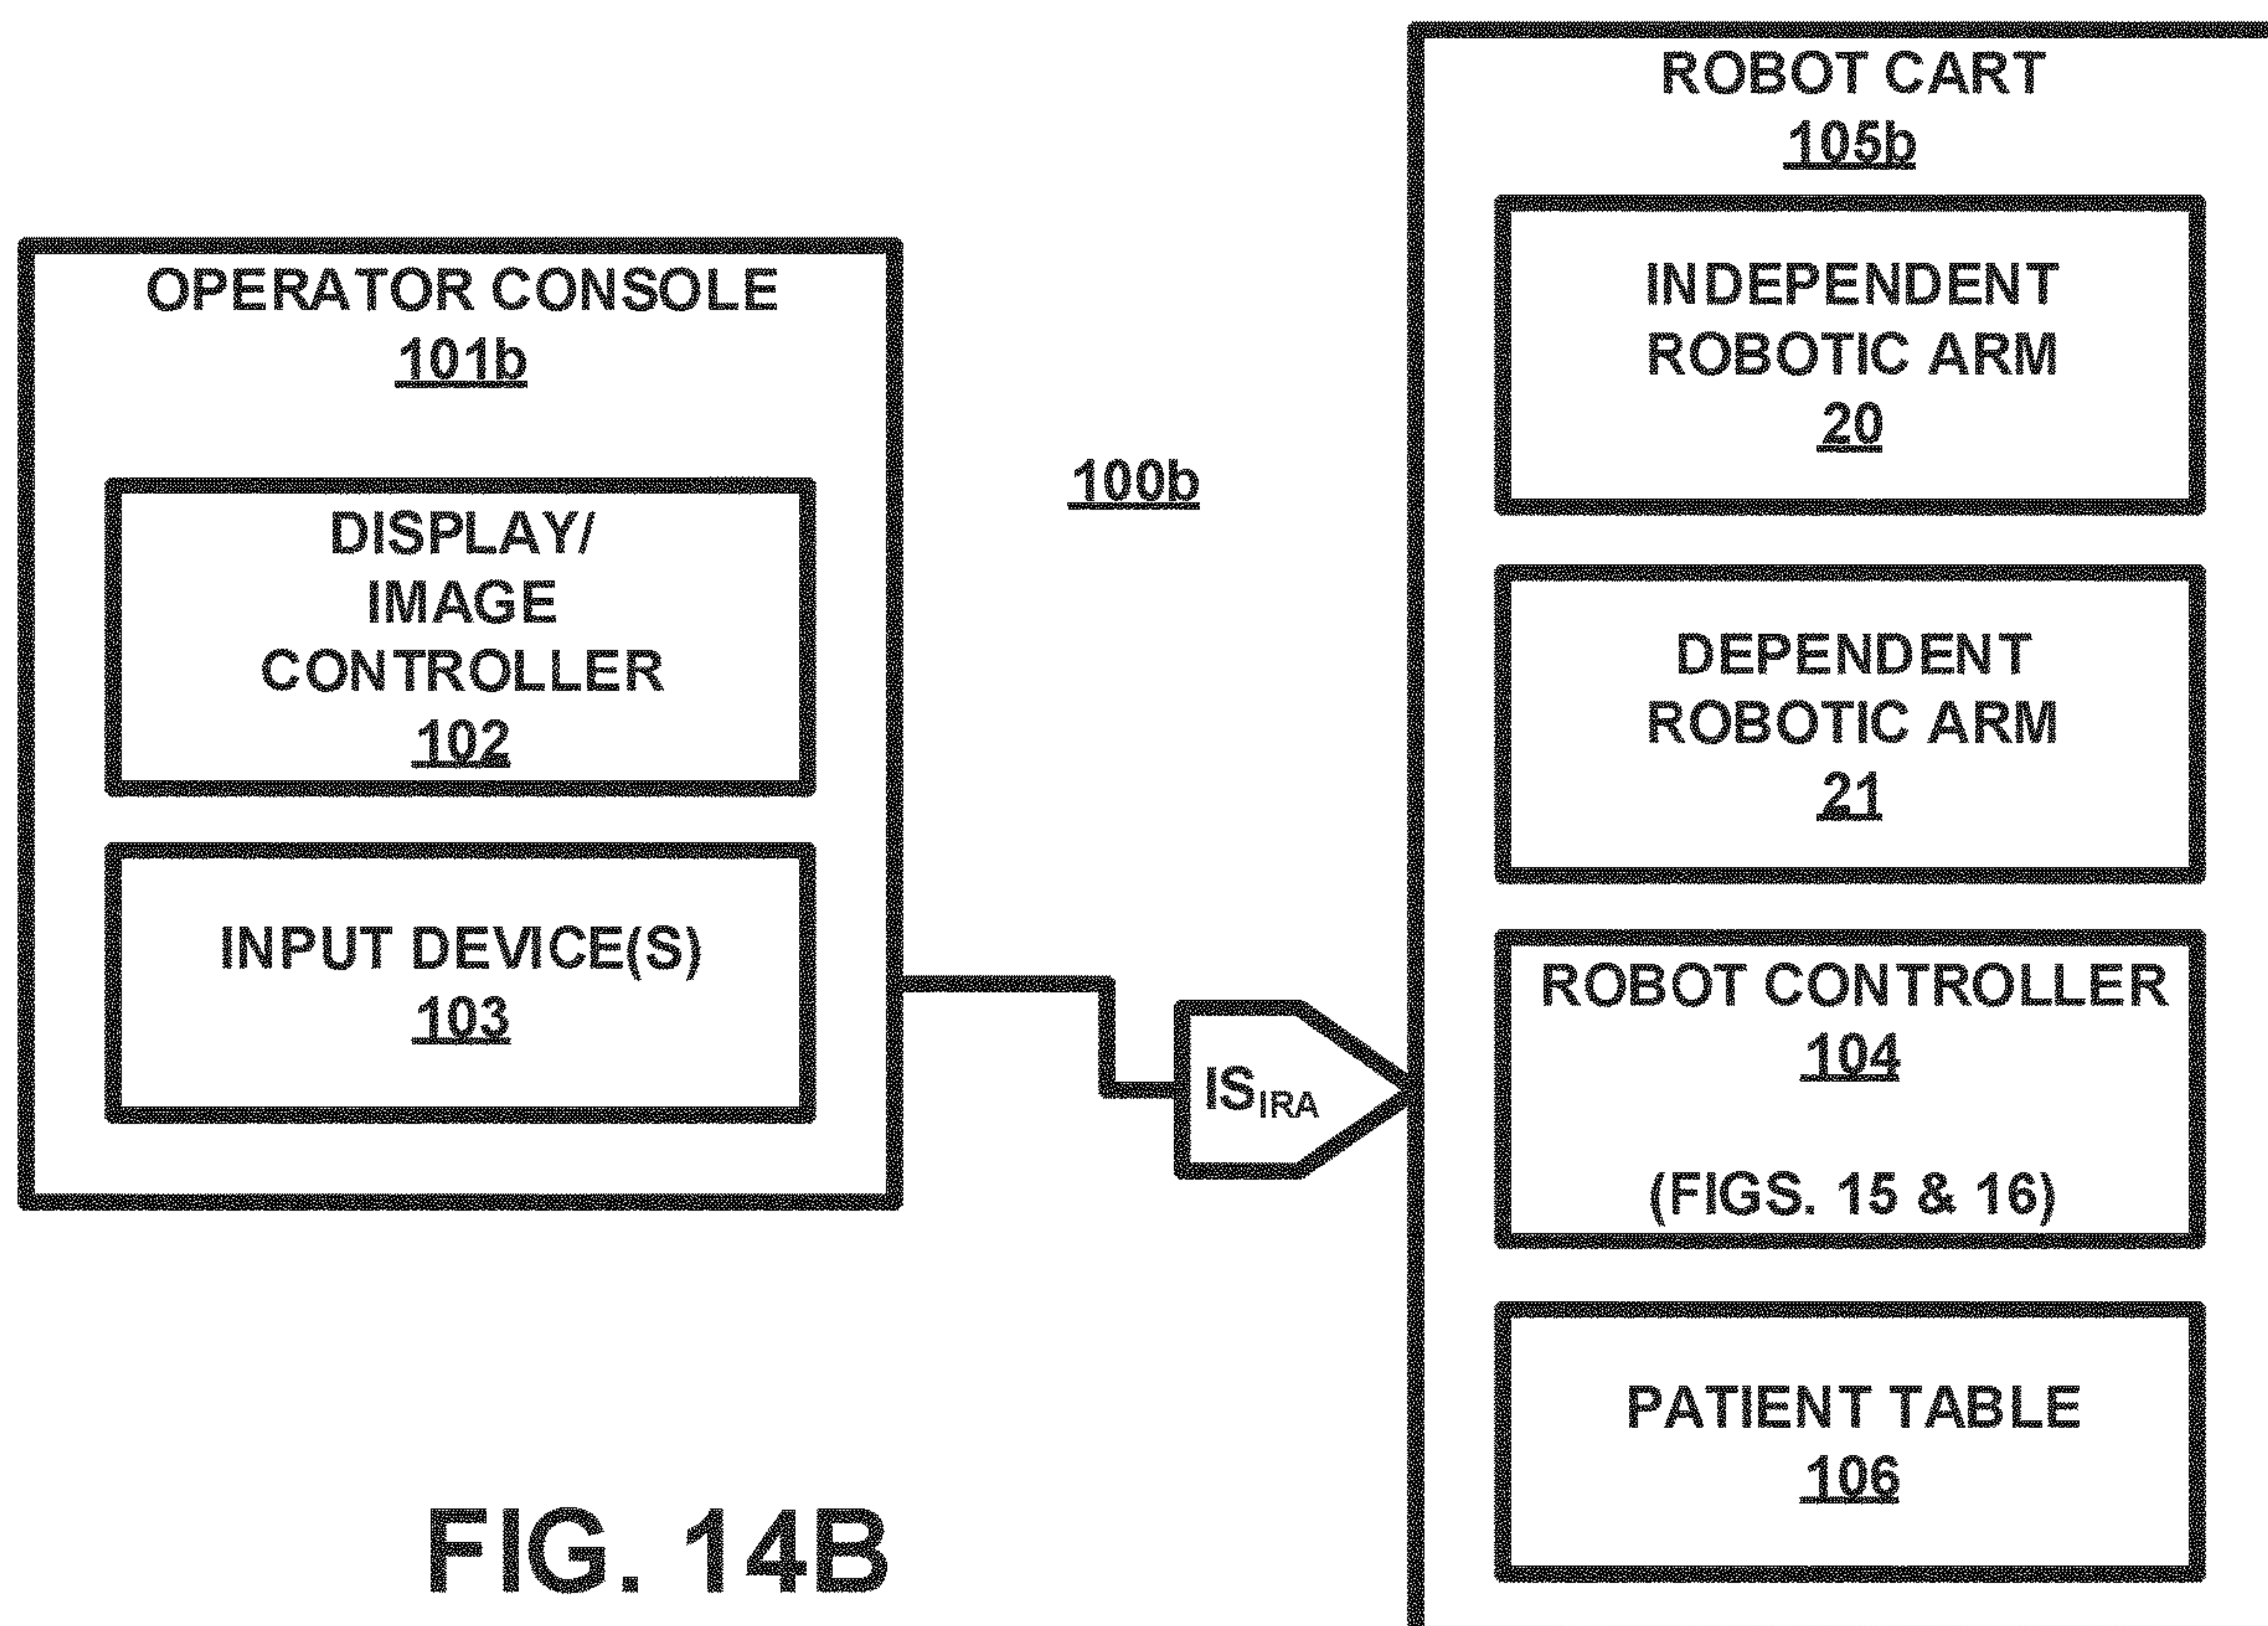 OPERATOR CONSOLE
101b
DISPLAY/
IMAGE
CONTROLLER
102
INPUT DEVICE(S)
103
100b
IS_IRA
ROBOT CART
105b
INDEPENDENT
ROBOTIC ARM
20
DEPENDENT
ROBOTIC ARM
21
ROBOT CONTROLLER
104
(FIGS. 15 & 16)
PATIENT TABLE
106
FIG. 14B